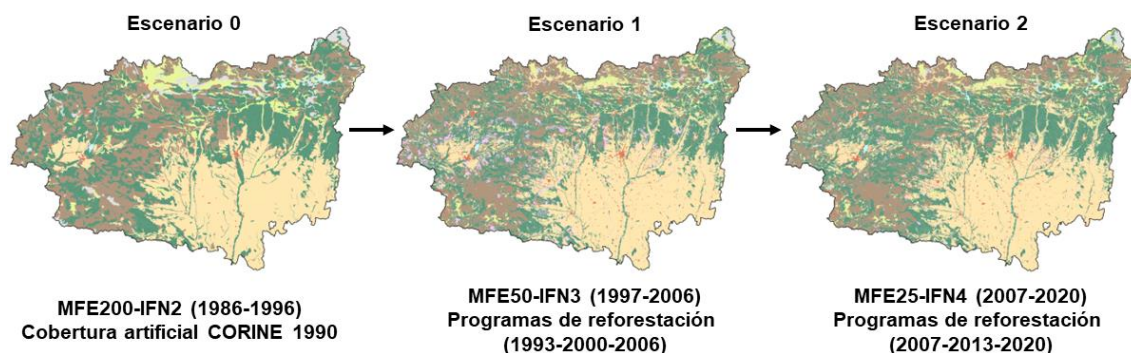 Escenario 0
Escenario 1
Escenario 2
MFE200-IFN2 (1986-1996)
Cobertura artificial CORINE 1990
MFE50-IFN3 (1997-2006)
Programas de reforestación
(1993-2000-2006)
MFE25-IFN4 (2007-2020)
Programas de reforestación
(2007-2013-2020)